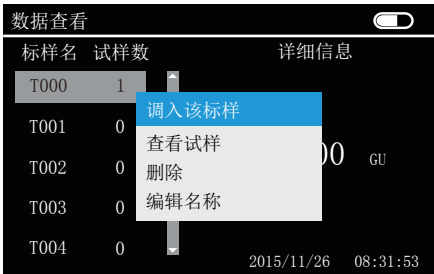 数据查看
标样名 试样数 详细信息
T000 1
调入该标样
T001 0
查看试样
00 GU
T002 0
删除
T003 0
编辑名称
T004 0
2015/11/26 08:31:53